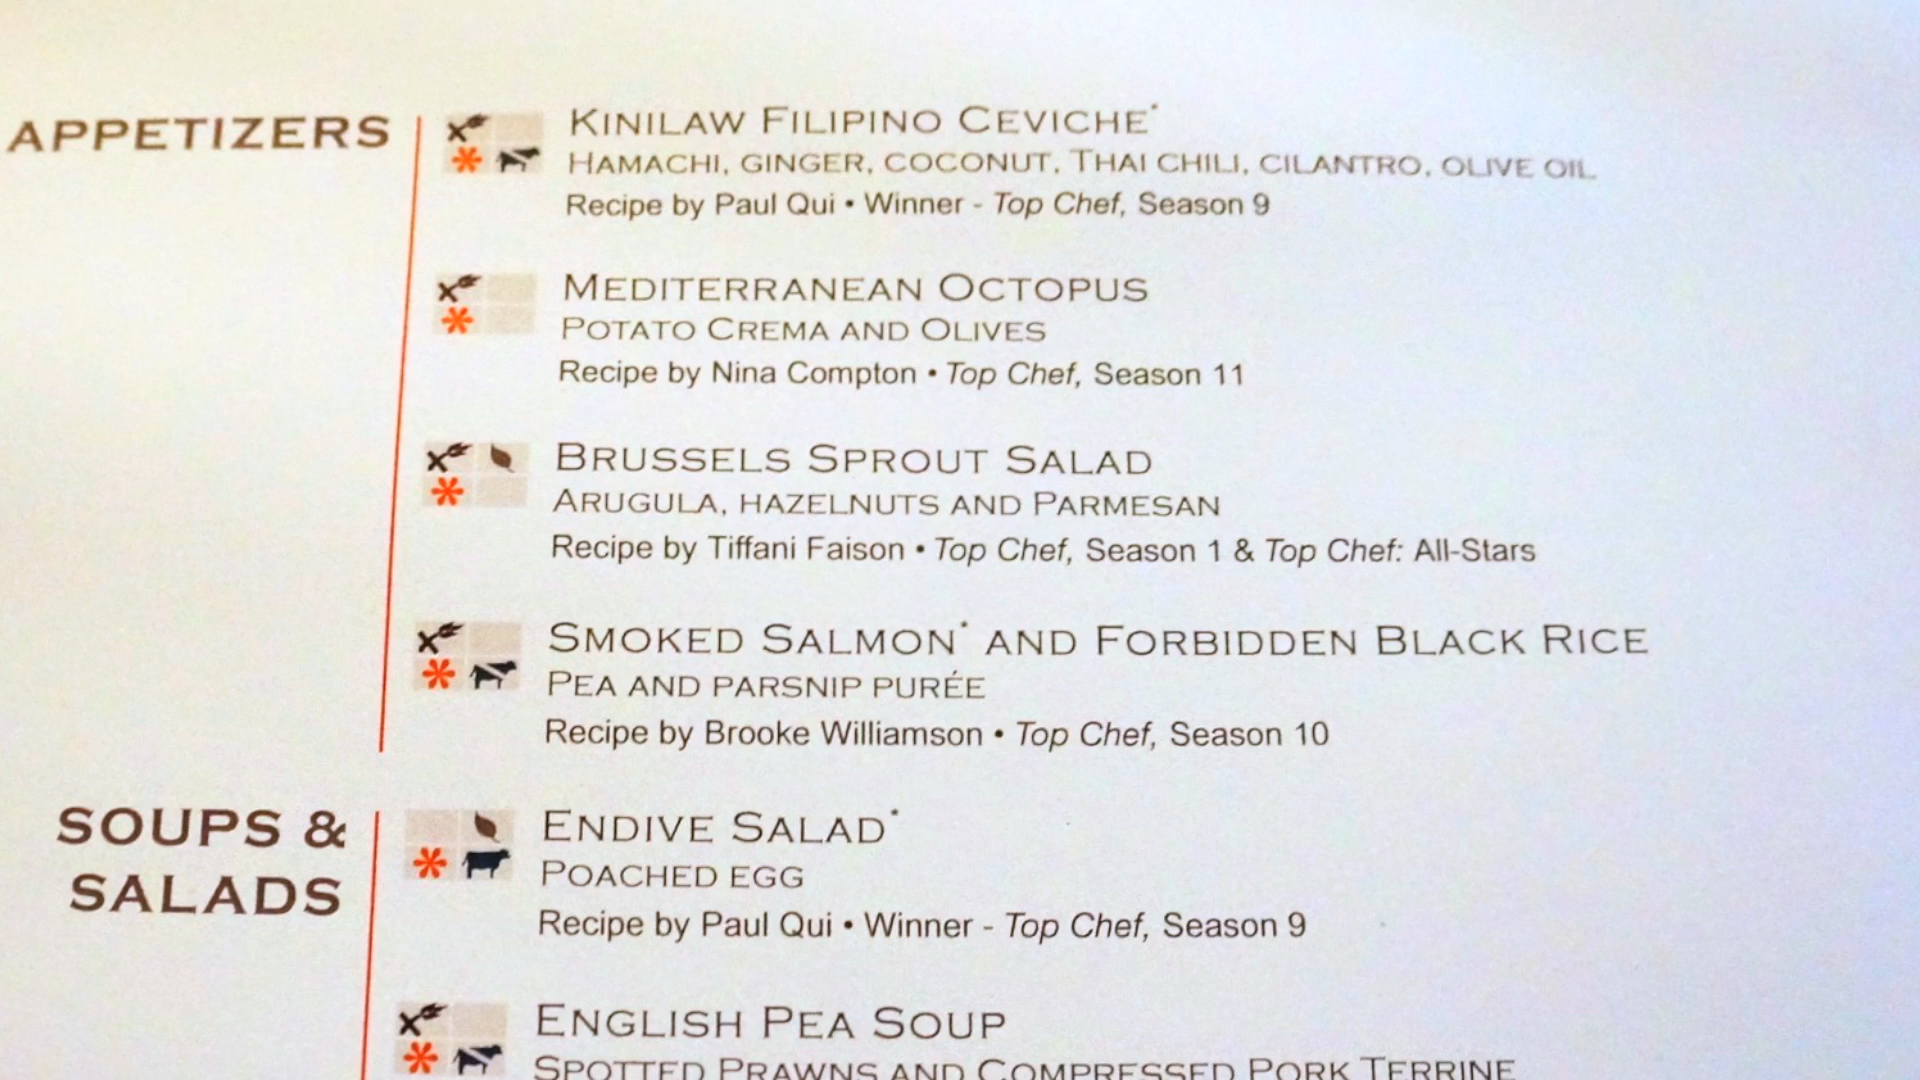 APPETIZERS
KINILAW FILIPINO CEVICHE*
HAMACHI, GINGER, COCONUT, THAI CHILI, CILANTRO, OLIVE OIL
Recipe by Paul Qui • Winner - Top Chef, Season 9
MEDITERRANEAN OCTOPUS
POTATO CREMA AND OLIVES
Recipe by Nina Compton • Top Chef, Season 11
BRUSSELS SPROUT SALAD
ARUGULA, HAZELNUTS AND PARMESAN
Recipe by Tiffani Faison • Top Chef, Season 1 & Top Chef: All-Stars
SMOKED SALMON* AND FORBIDDEN BLACK RICE
PEA AND PARSNIP PURÉE
Recipe by Brooke Williamson • Top Chef, Season 10
SOUPS &
SALADS
ENDIVE SALAD*
POACHED EGG
Recipe by Paul Qui • Winner - Top Chef, Season 9
ENGLISH PEA SOUP
SPOTTED PRAWNS AND COMPRESSED PORK TERRINE